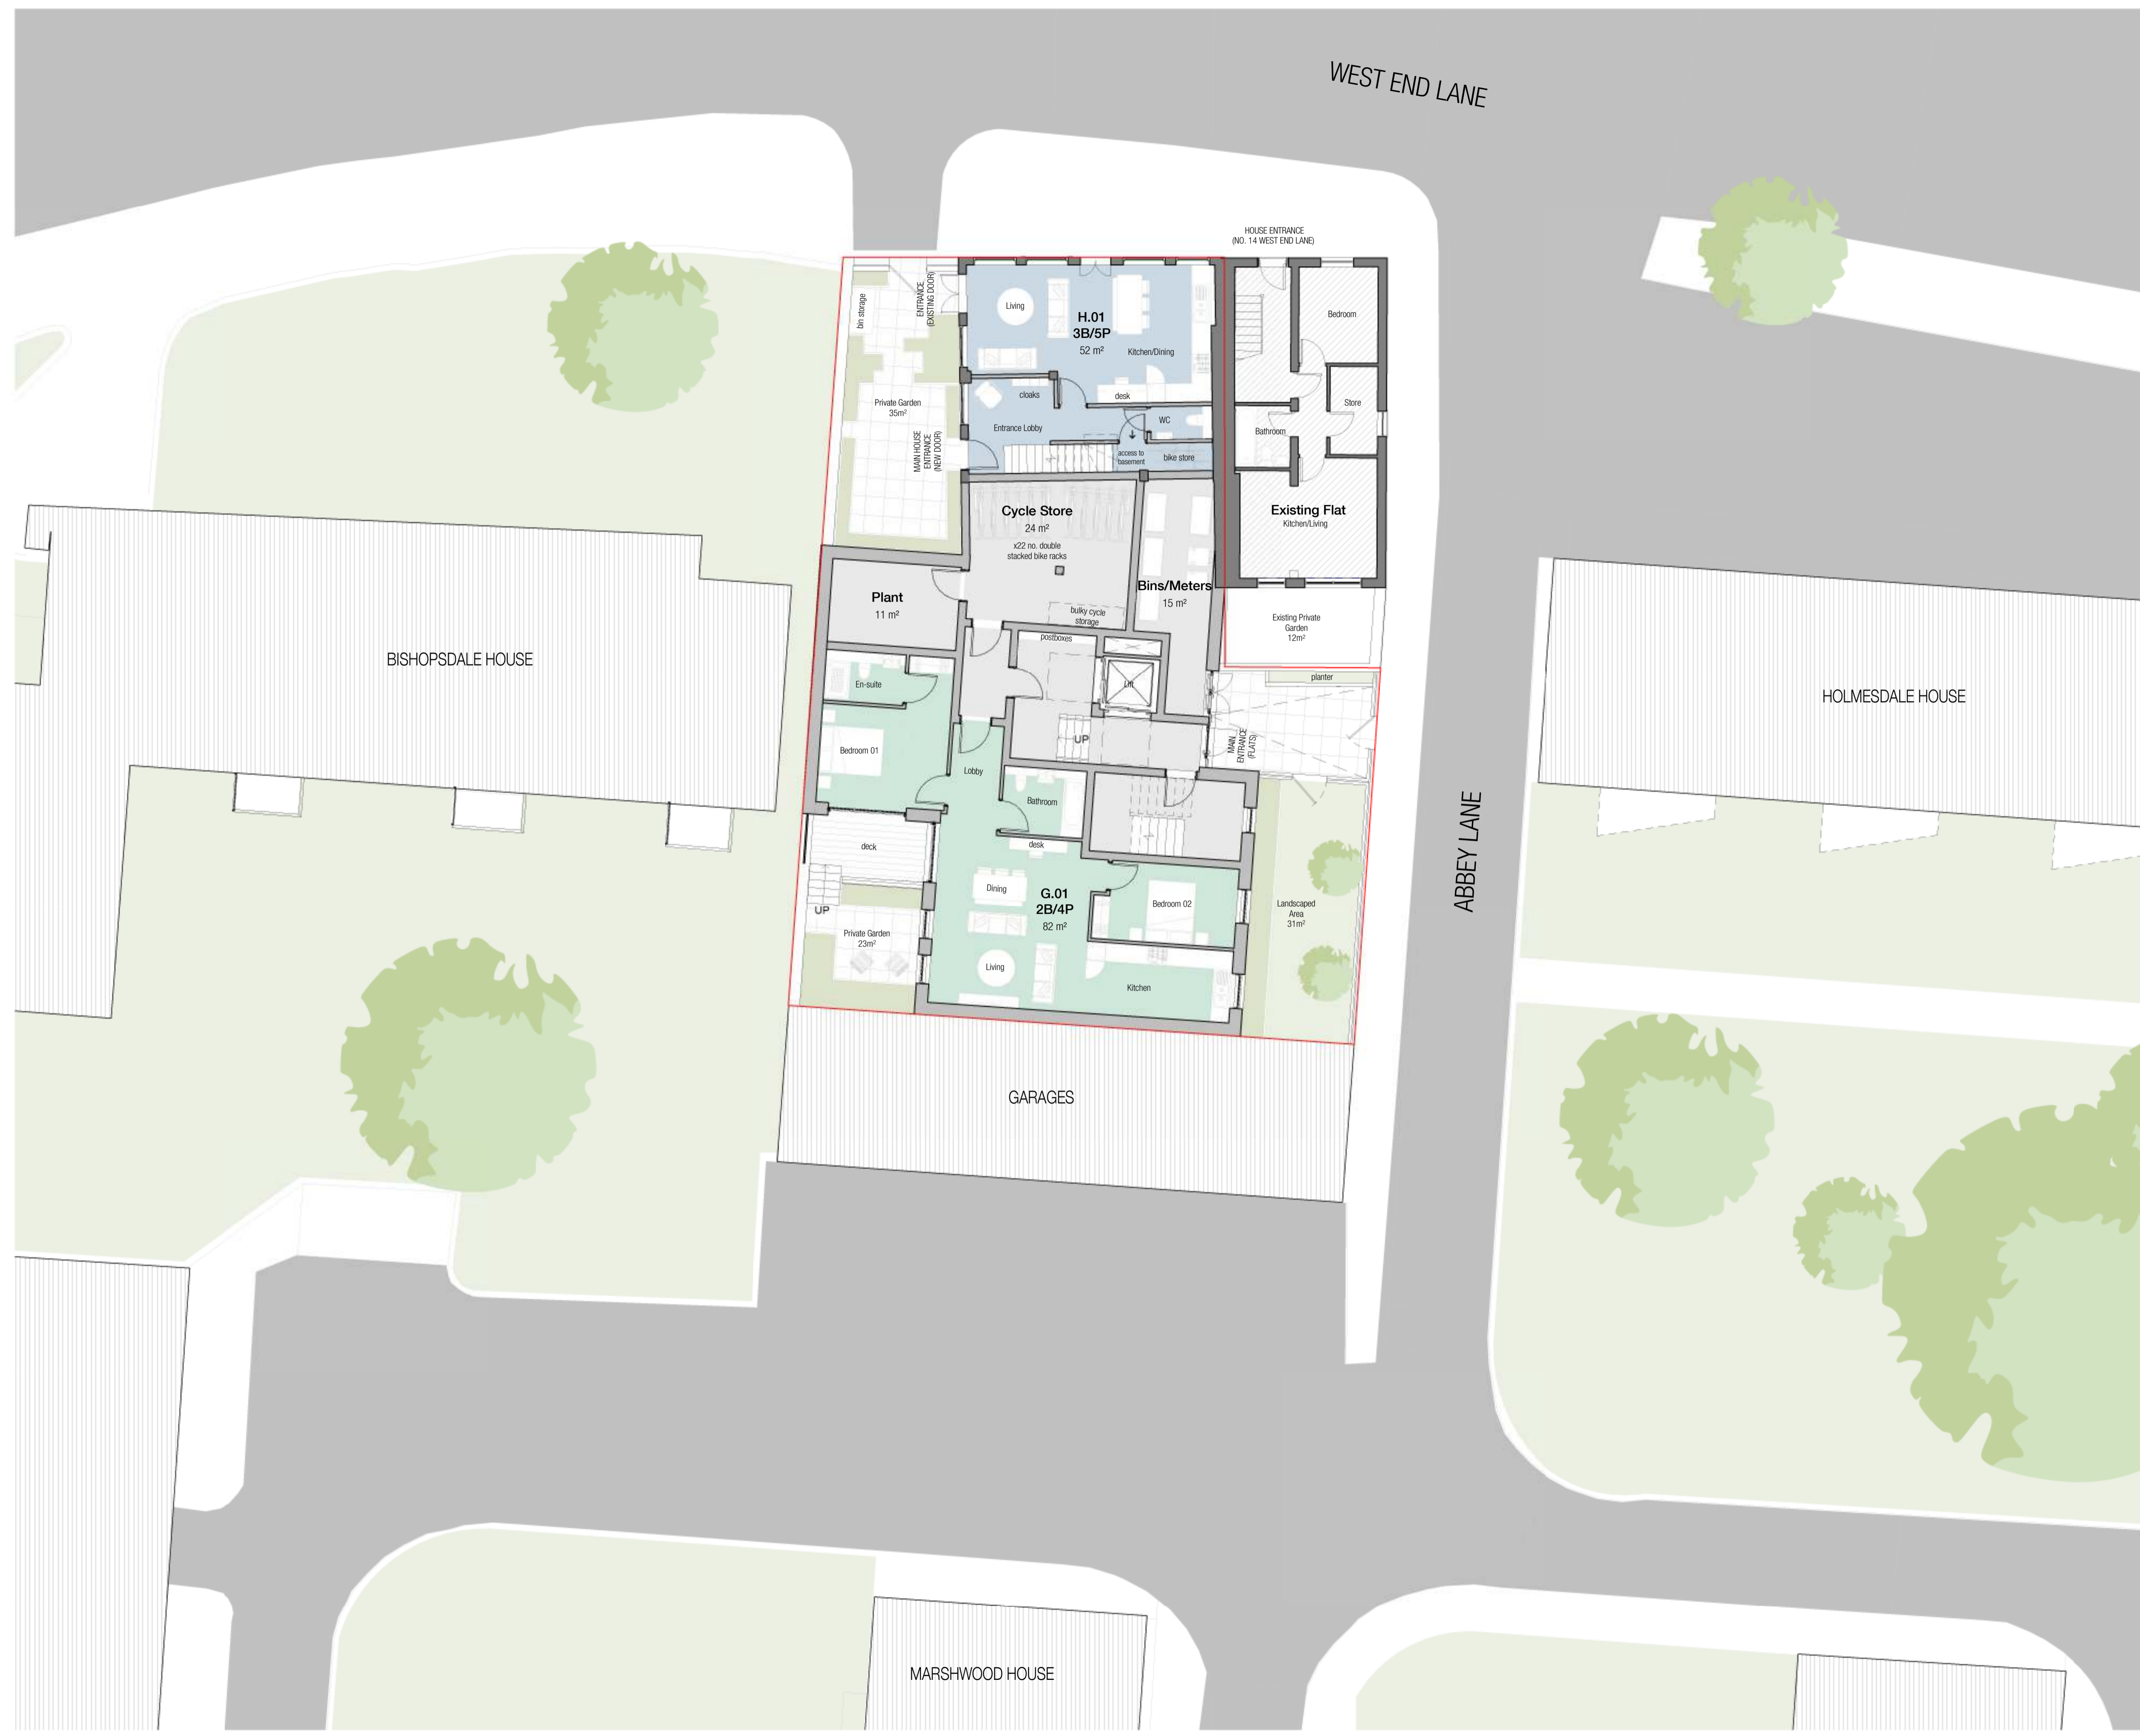 WEST END LANE
HOUSE ENTRANCE
(NO. 14 WEST END LANE)
bin storage
ENTRANCE
(EXISTING DOOR)
Living
H.01
3B/5P
52 m²
Kitchen/Dining
Bedroom
Private Garden
35m²
cloaks
desk
Store
WC
Entrance Lobby
Bathroom
MAIN HOUSE
ENTRANCE
(NEW DOOR)
access to
basement
bike store
Cycle Store
24 m²
x22 no. double
stacked bike racks
Existing Flat
Kitchen/Living
Plant
11 m²
Bins/Meters
15 m²
bulky cycle
storage
postboxes
Existing Private
Garden
12m²
BISHOPSDALE HOUSE
En-suite
Lift
planter
HOLMESDALE HOUSE
Bedroom 01
UP
MAIN
ENTRANCE
(FLATS)
Lobby
Bathroom
desk
deck
ABBEY LANE
Dining
G.01
2B/4P
82 m²
Bedroom 02
Landscaped
Area
31m²
UP
Private Garden
23m²
Living
Kitchen
GARAGES
MARSHWOOD HOUSE